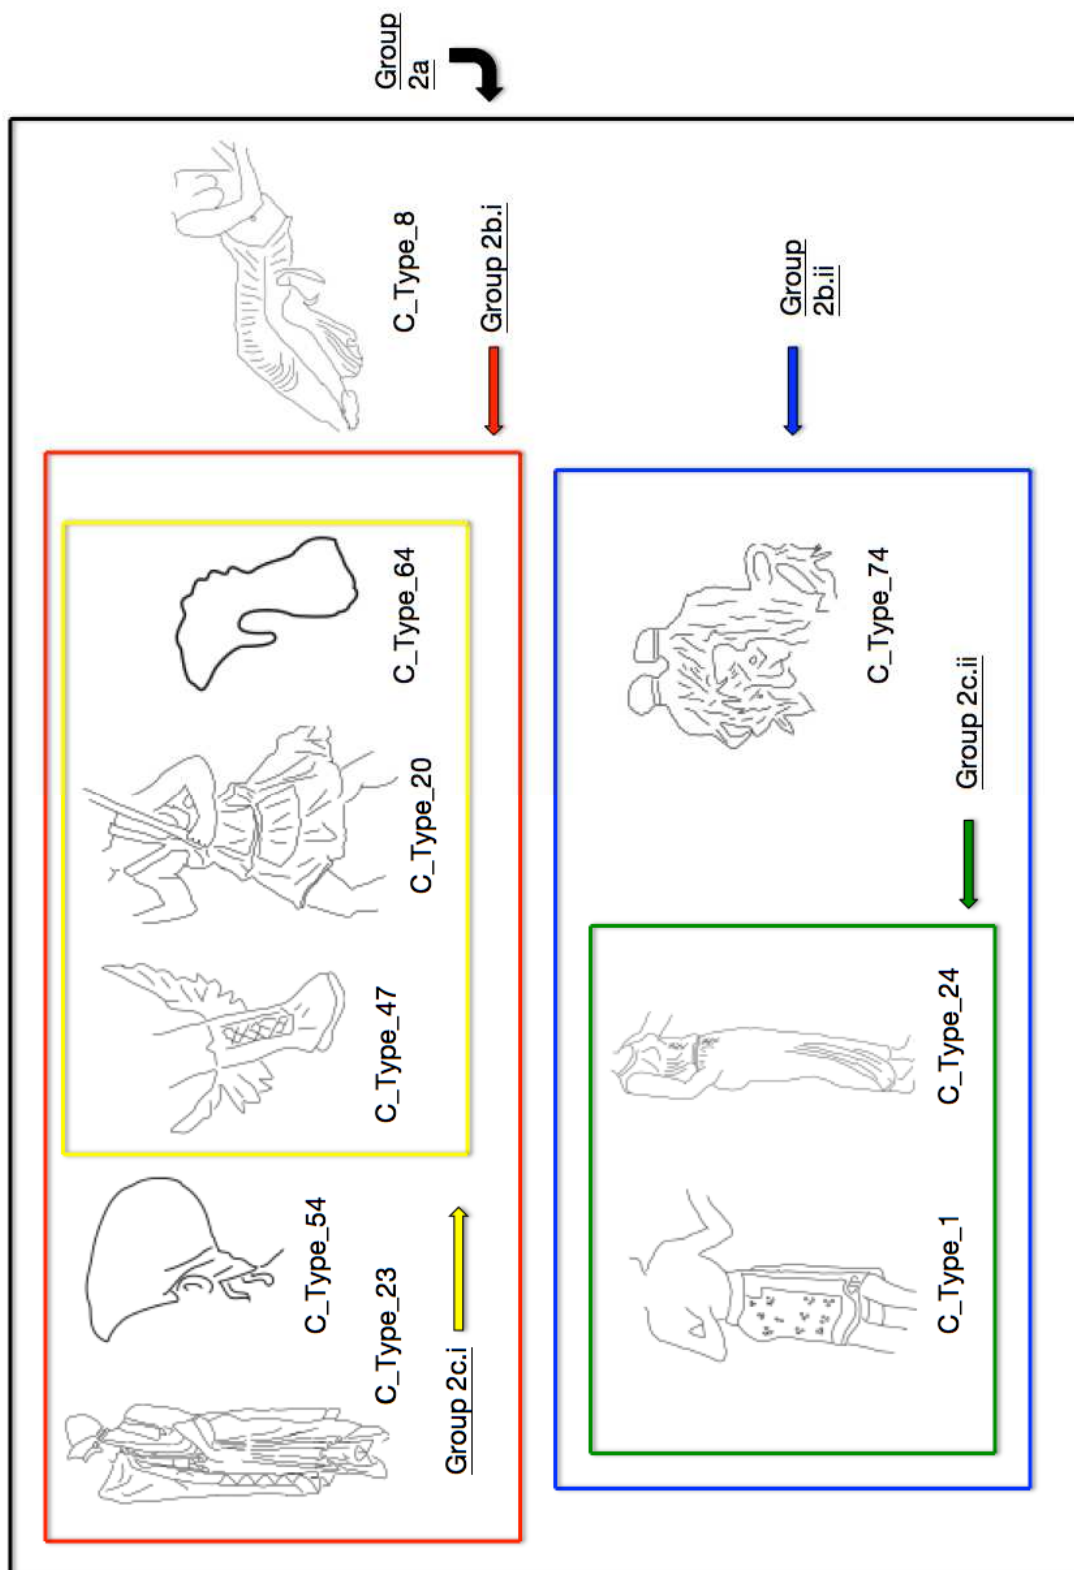 Group
2a
C_Type_8
Group 2b.i
C_Type_64
C_Type_20
C_Type_47
C_Type_54
C_Type_23
Group 2c.i
Group
2b.ii
C_Type_74
Group 2c.ii
C_Type_24
C_Type_1